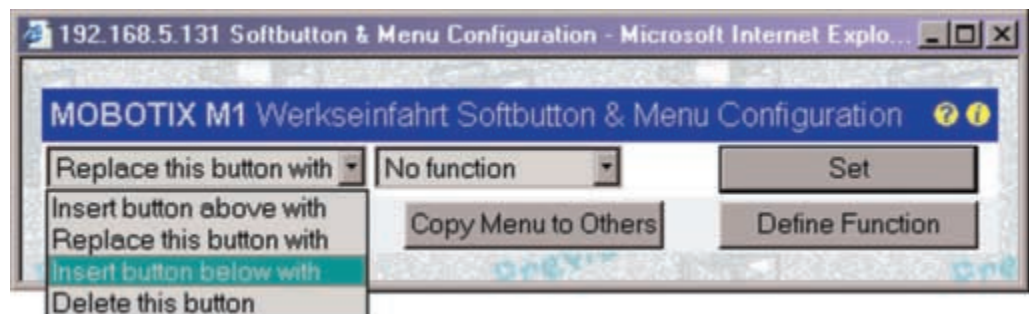 192.168.5.131 Softbutton & Menu Configuration - Microsoft Internet Explo...
MOBOTIX M1 Werkseinfahrt Softbutton & Menu Configuration ? i
Replace this button with No function Set
Insert button above with
Replace this button with
Insert button below with
Delete this button
Copy Menu to Others Define Function